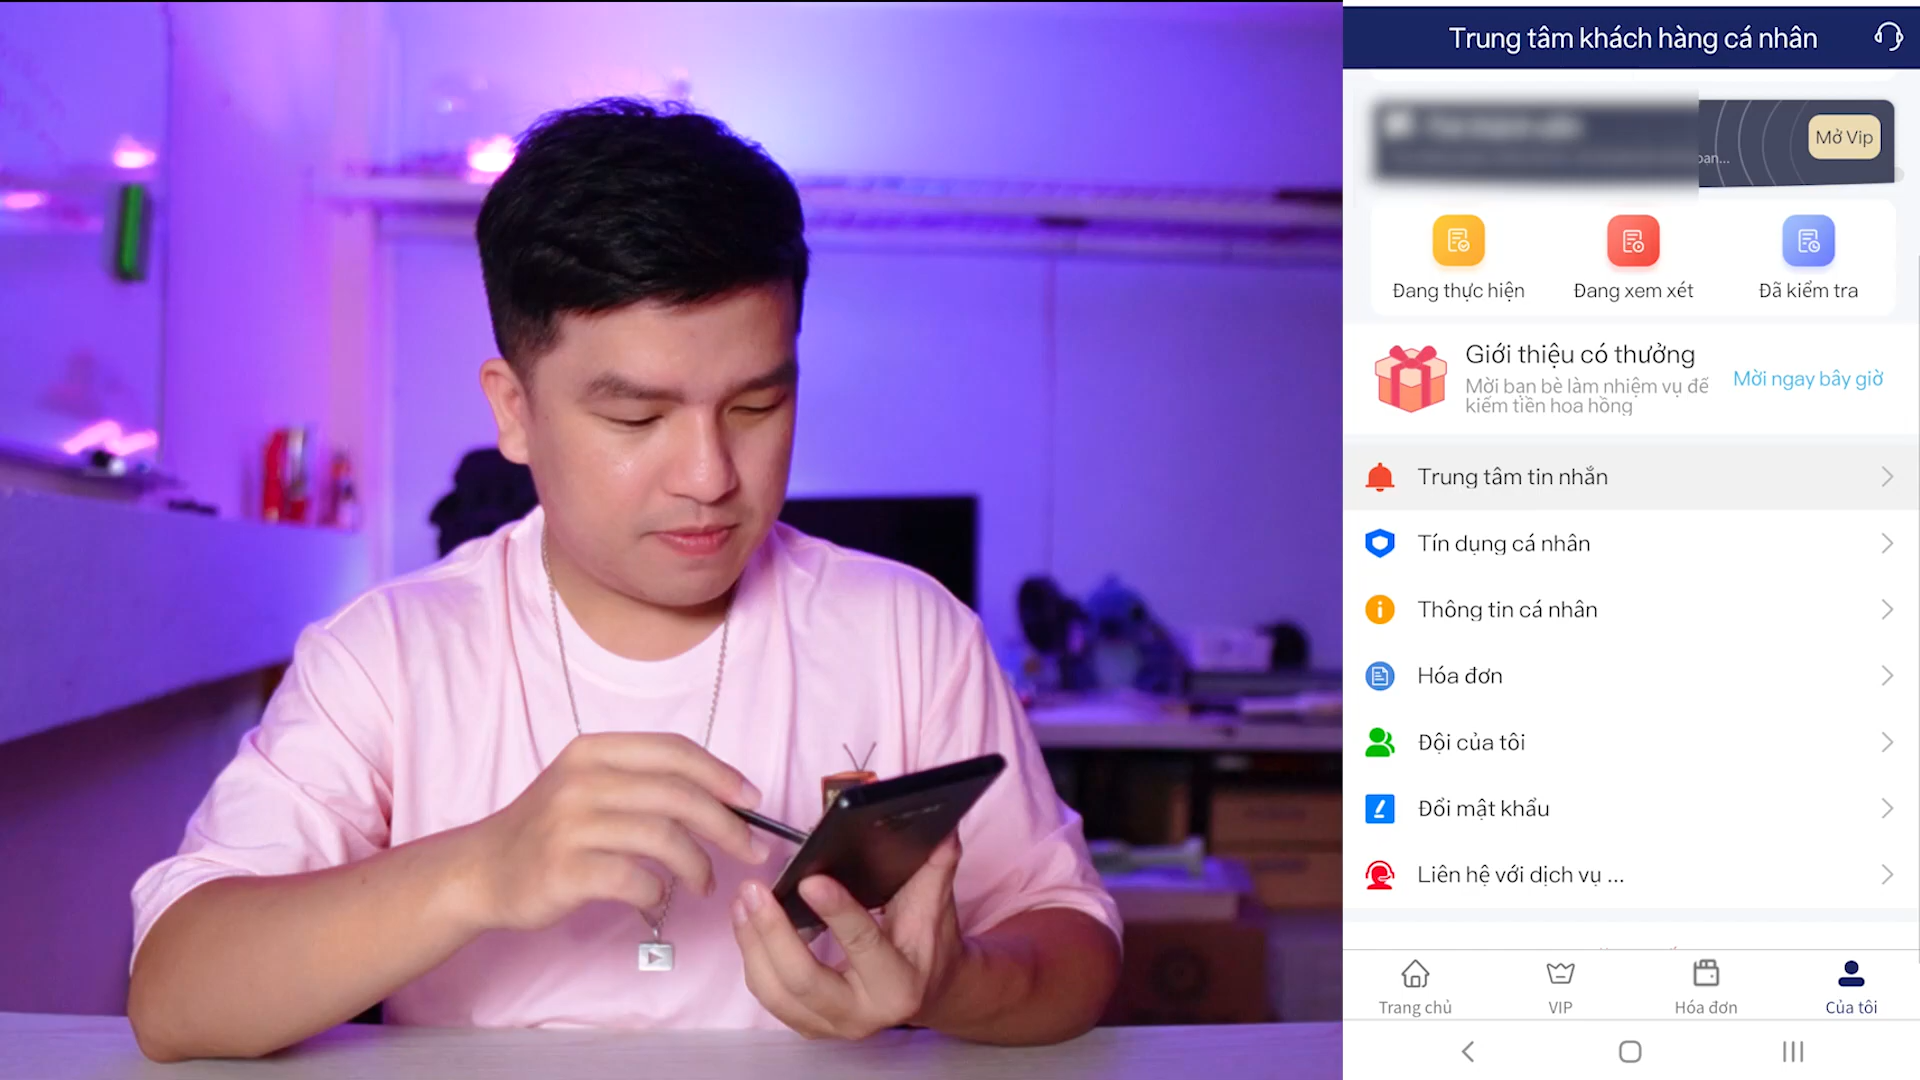 Trung tâm khách hàng cá nhân
Mở Vip
Đang thực hiện
Đang xem xét
Đã kiểm tra
Giới thiệu có thưởng
Mời bạn bè làm nhiệm vụ để
kiếm tiền hoa hồng
Mời ngay bây giờ
Trung tâm tin nhắn
Tín dụng cá nhân
Thông tin cá nhân
Hóa đơn
Đội của tôi
Đổi mật khẩu
Liên hệ với dịch vụ ...
Trang chủ
VIP
Hóa đơn
Của tôi